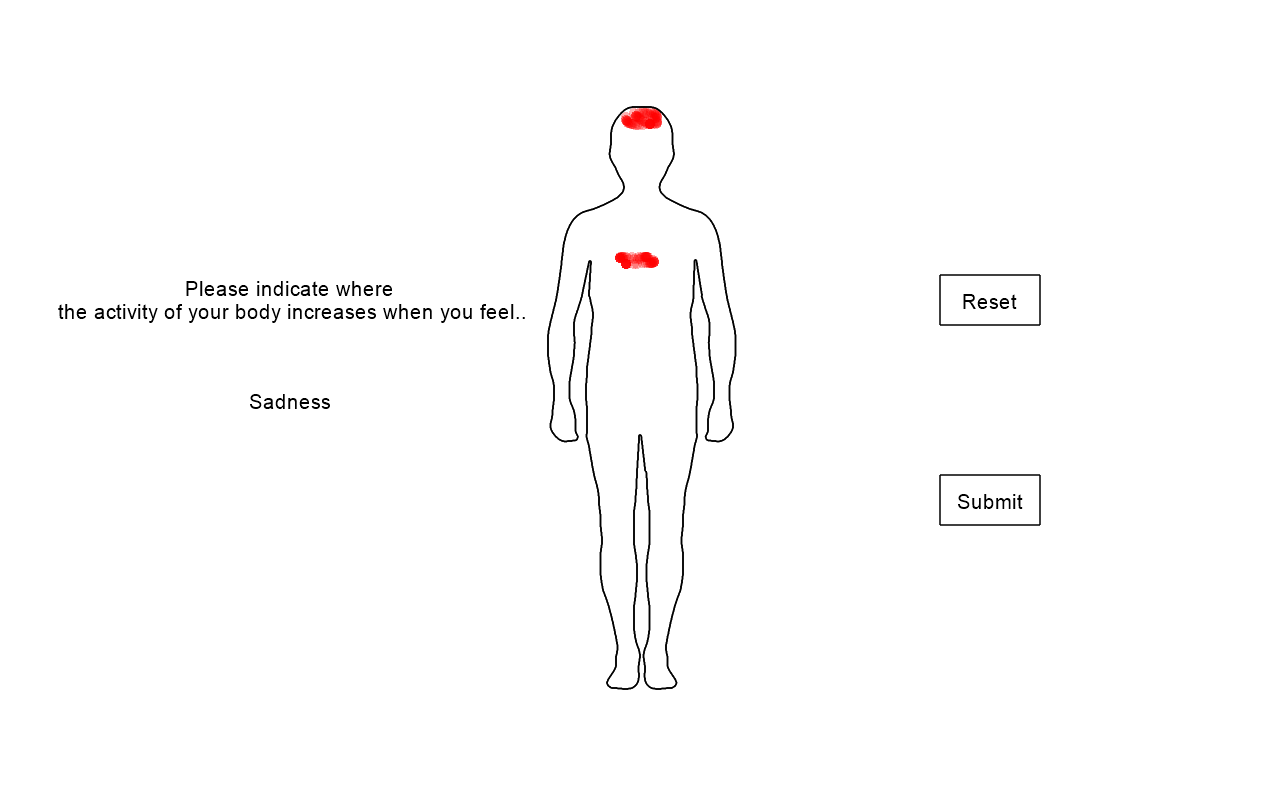 Please indicate where
the activity of your body increases when you feel..
Sadness
Reset
Submit